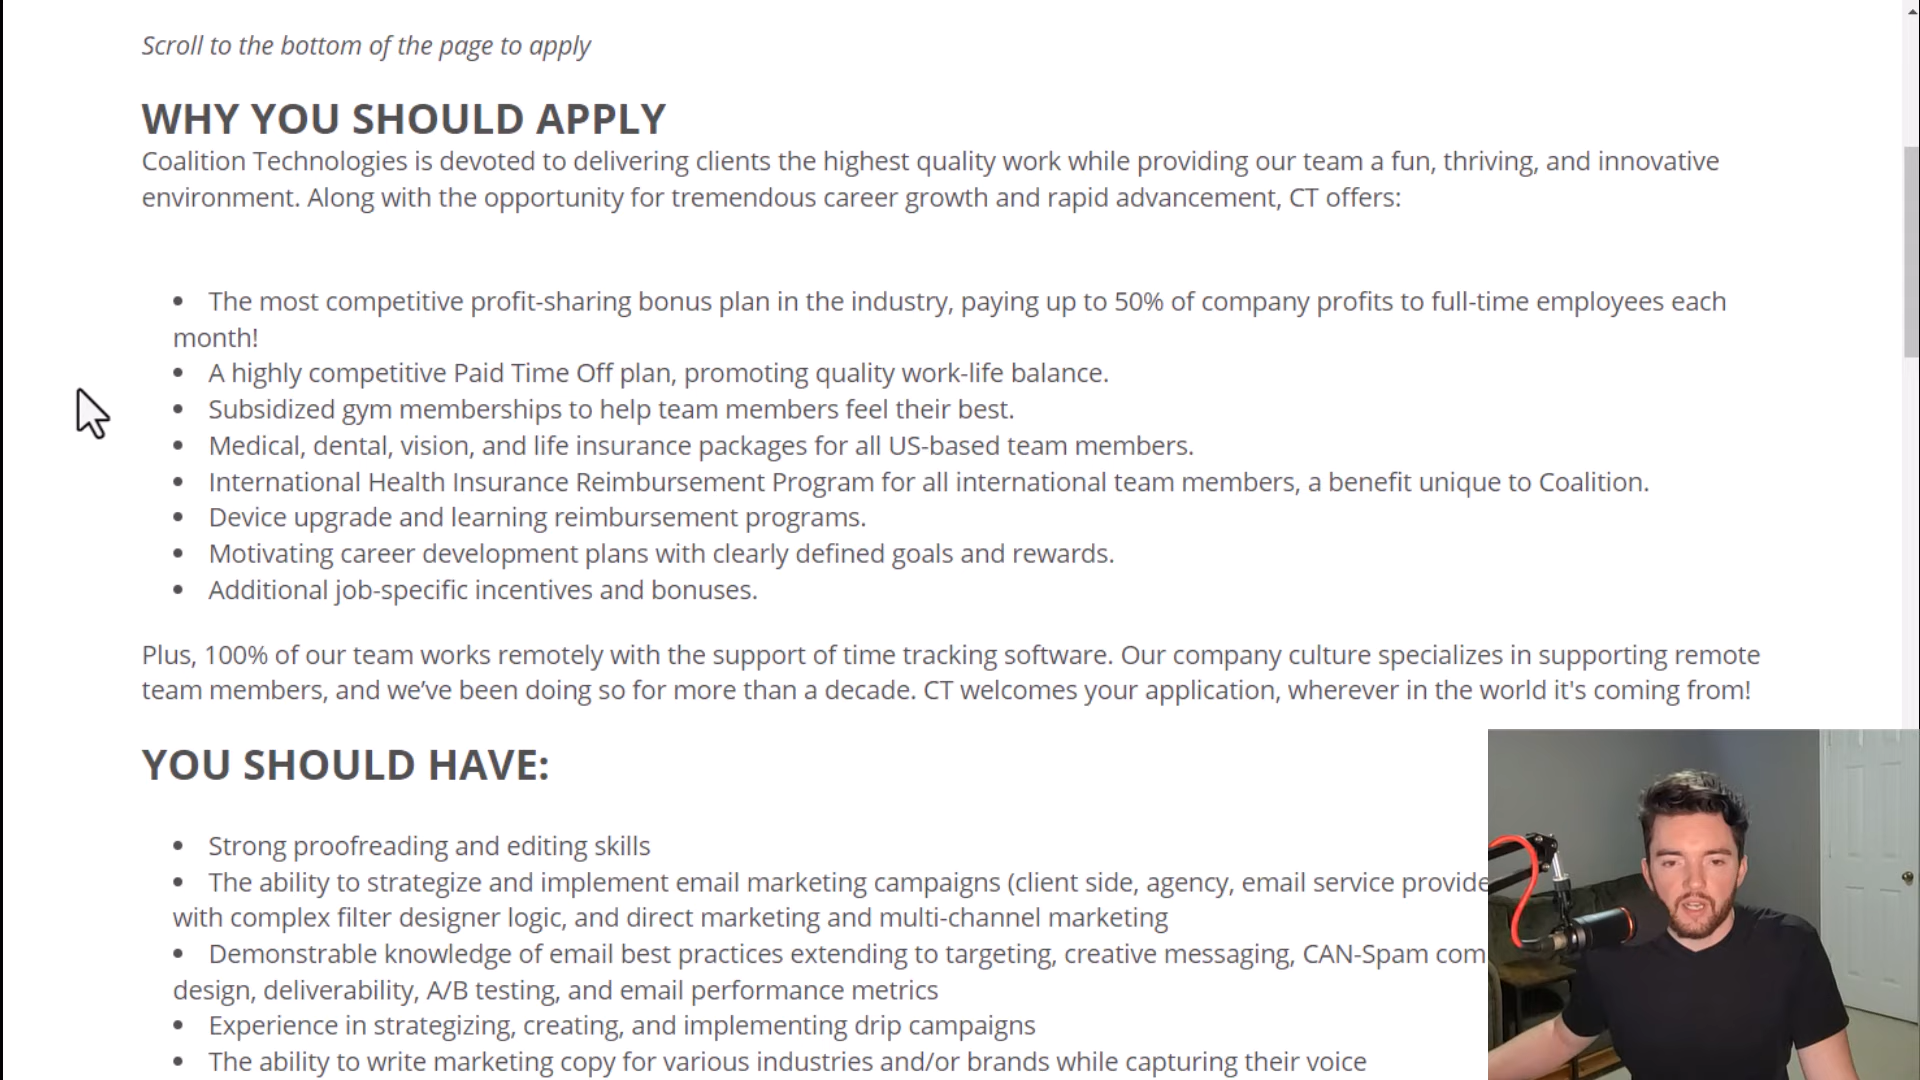 Scroll to the bottom of the page to apply
WHY YOU SHOULD APPLY
Coalition Technologies is devoted to delivering clients the highest quality work while providing our team a fun, thriving, and innovative
environment. Along with the opportunity for tremendous career growth and rapid advancement, CT offers:
• The most competitive profit-sharing bonus plan in the industry, paying up to 50% of company profits to full-time employees each
month!
• A highly competitive Paid Time Off plan, promoting quality work-life balance.
• Subsidized gym memberships to help team members feel their best.
• Medical, dental, vision, and life insurance packages for all US-based team members.
• International Health Insurance Reimbursement Program for all international team members, a benefit unique to Coalition.
• Device upgrade and learning reimbursement programs.
• Motivating career development plans with clearly defined goals and rewards.
• Additional job-specific incentives and bonuses.
Plus, 100% of our team works remotely with the support of time tracking software. Our company culture specializes in supporting remote
team members, and we’ve been doing so for more than a decade. CT welcomes your application, wherever in the world it's coming from!
YOU SHOULD HAVE:
• Strong proofreading and editing skills
• The ability to strategize and implement email marketing campaigns (client side, agency, email service provide
with complex filter designer logic, and direct marketing and multi-channel marketing
• Demonstrable knowledge of email best practices extending to targeting, creative messaging, CAN-Spam com
design, deliverability, A/B testing, and email performance metrics
• Experience in strategizing, creating, and implementing drip campaigns
• The ability to write marketing copy for various industries and/or brands while capturing their voice